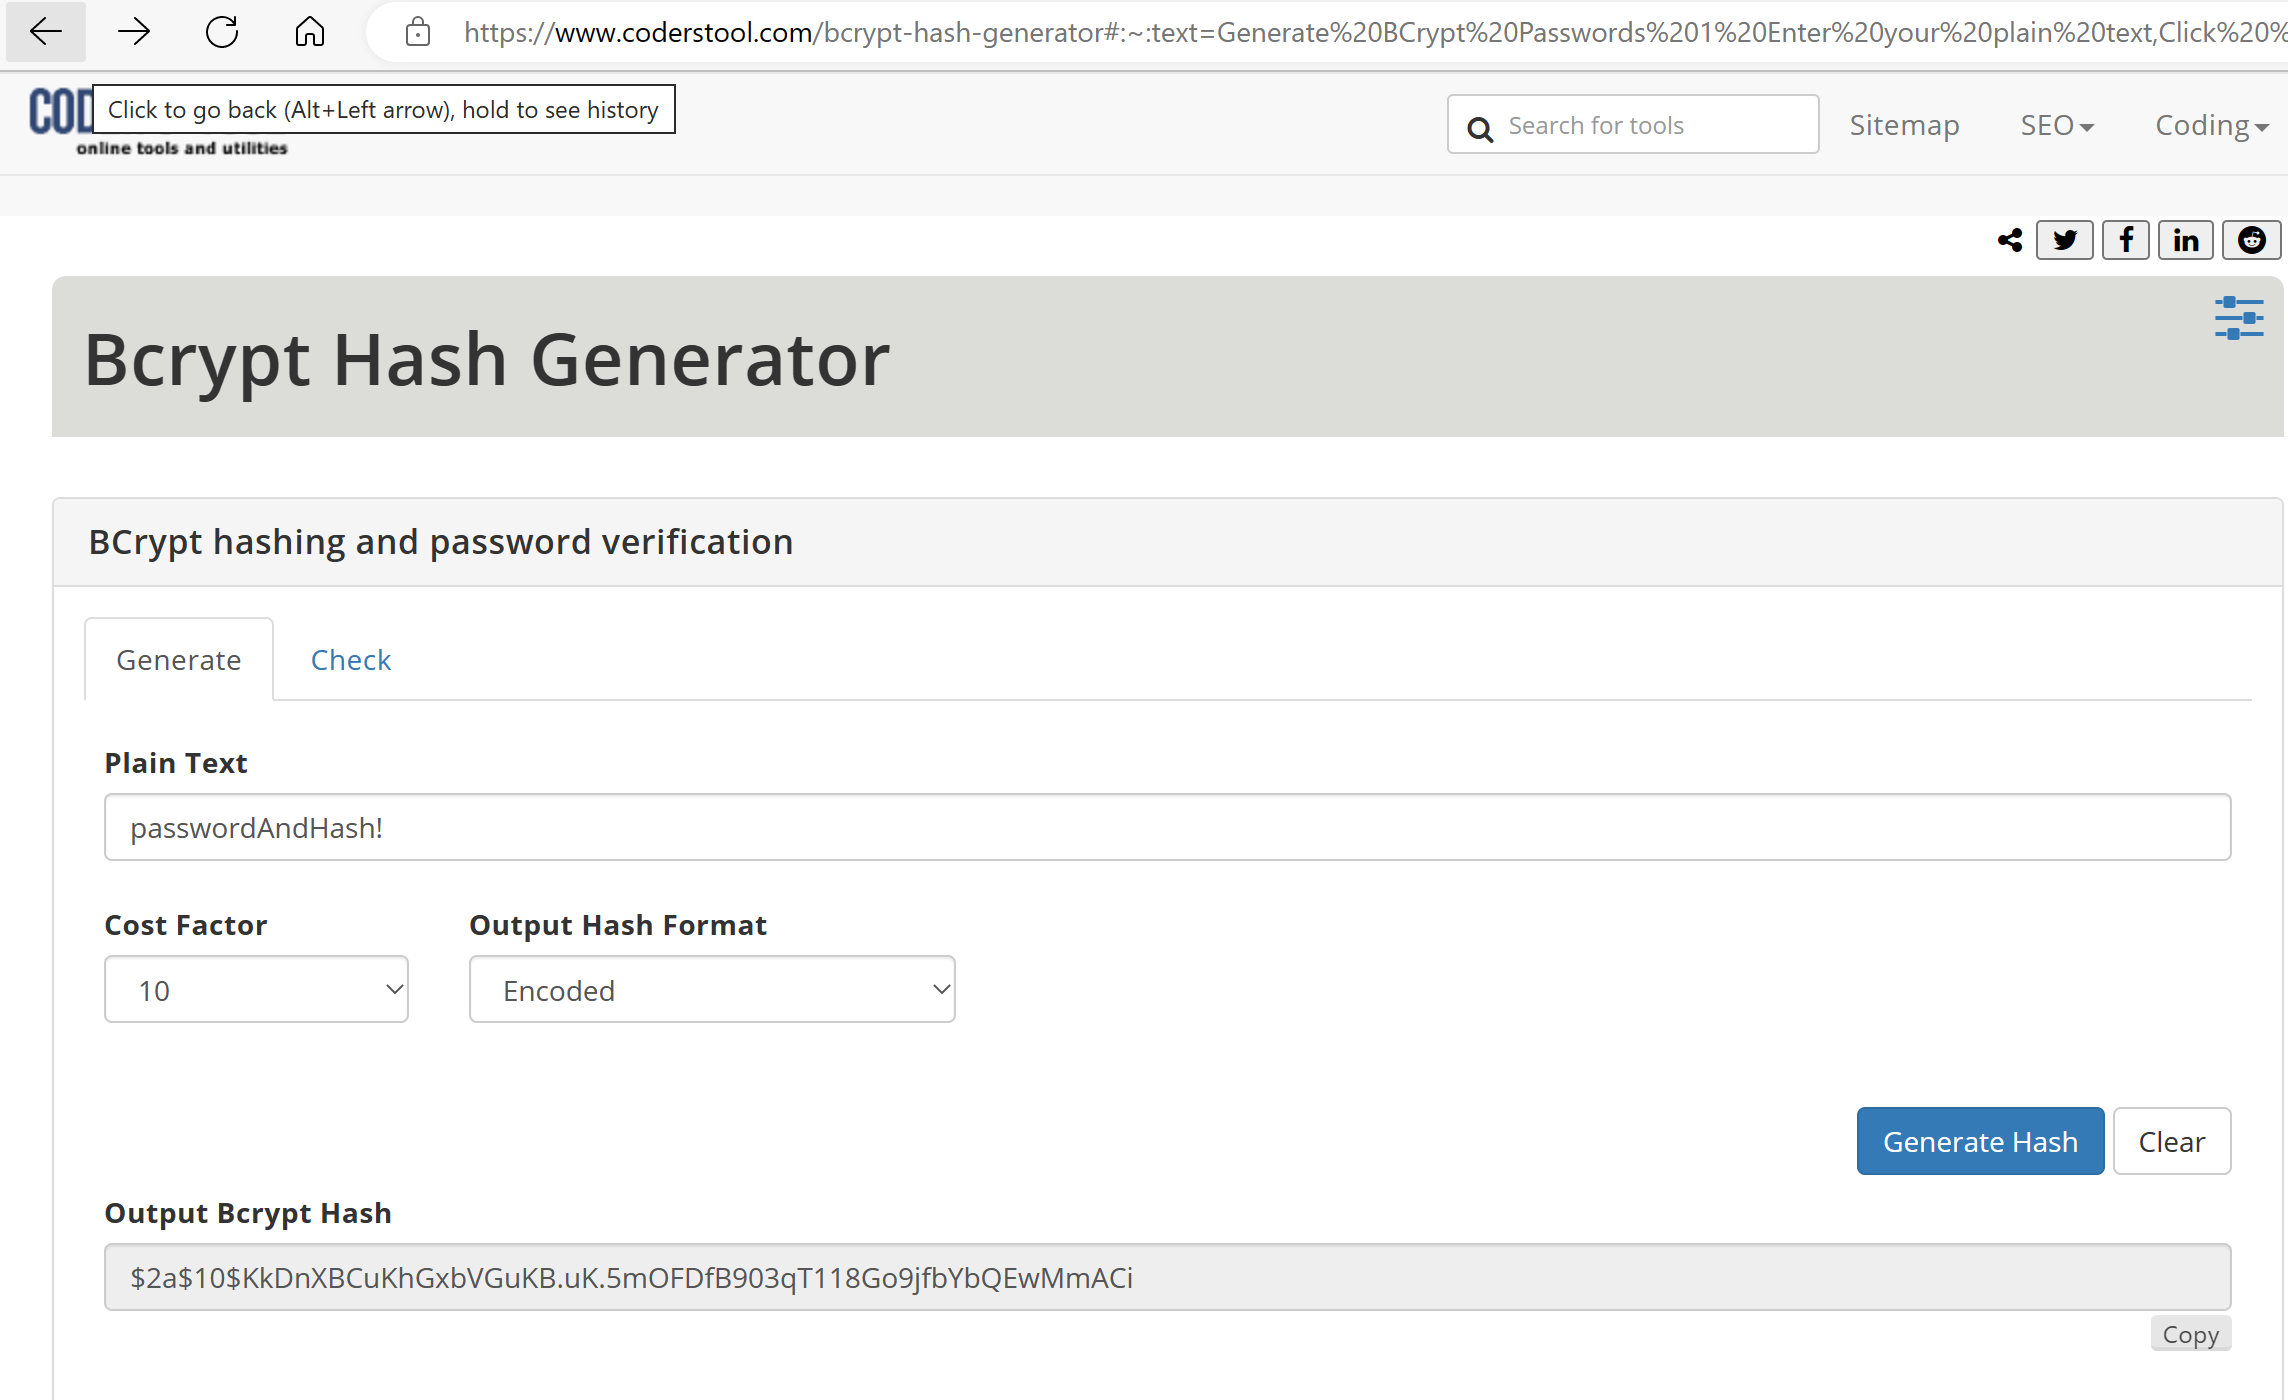 https://www.coderstool.com/bcrypt-hash-generator#:~:text=Generate%20BCrypt%20Passwords%201%20Enter%20your%20plain%20text,Click%20%
Click to go back (Alt+Left arrow), hold to see history
online tools and utilities
Search for tools
Sitemap
SEO
Coding
Bcrypt Hash Generator
BCrypt hashing and password verification
Generate
Check
Plain Text
passwordAndHash!
Cost Factor
Output Hash Format
10
Encoded
Generate Hash
Clear
Output Bcrypt Hash
$2a$10$KkDnXBCuKhGxbVGuKB.uK.5mOFDfB903qT118Go9jfbYbQEwMmACi
Copy